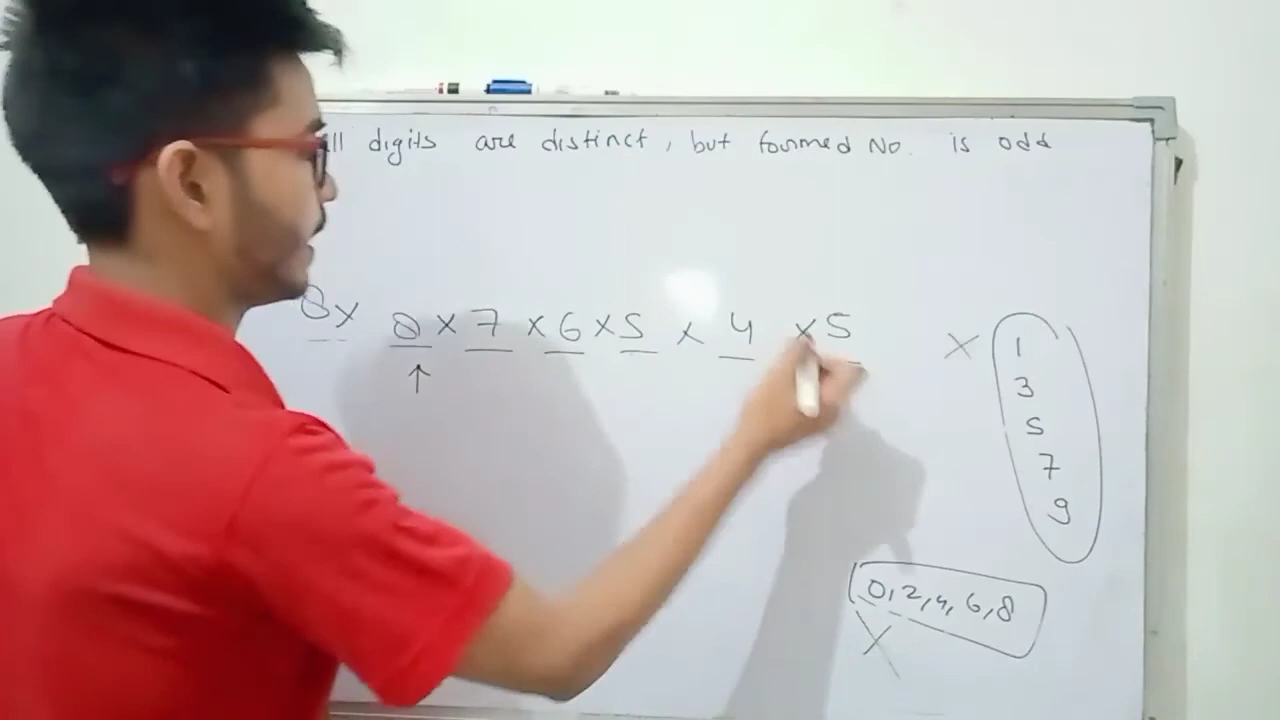 ll digits are distinct, but formed No. is odd
8 x 8 x 7 x 6 x 5 x 4 x 5
↑
X
1
3
5
7
9
0,2,4,6,8
X